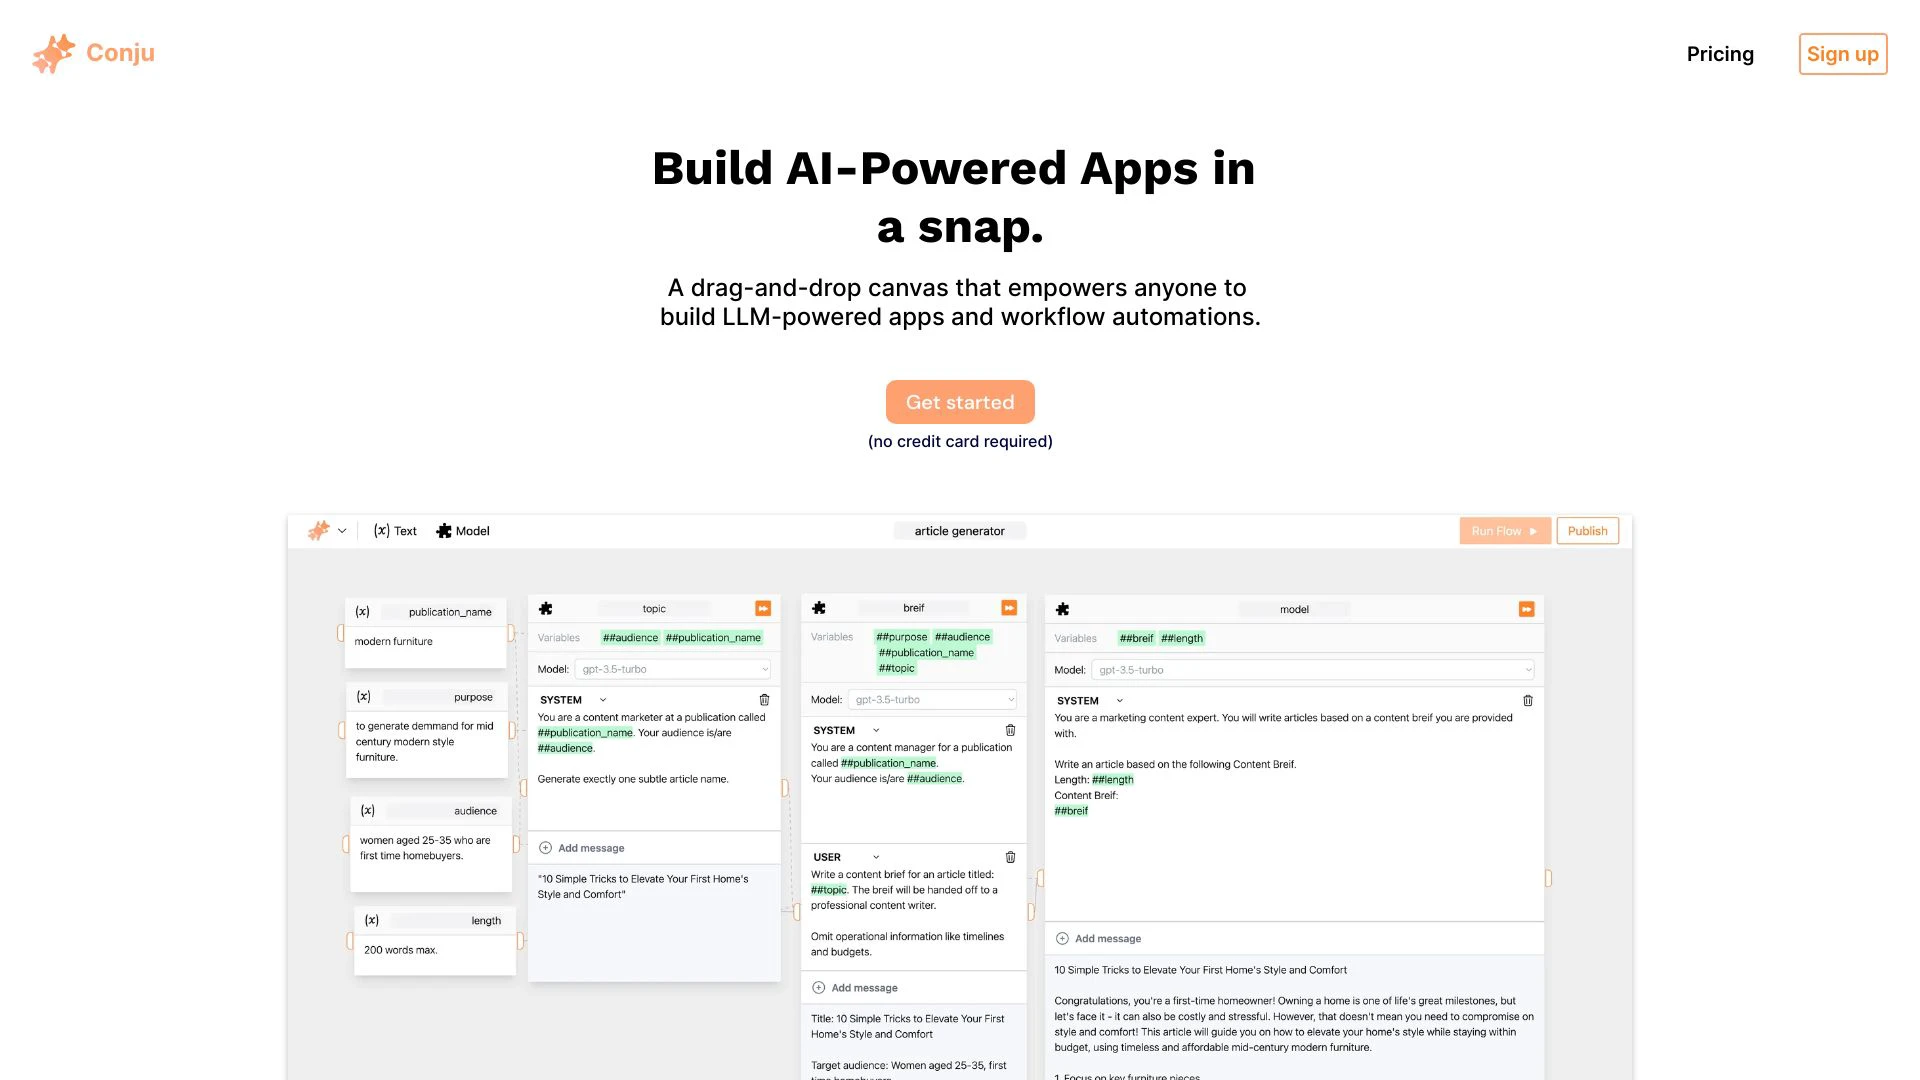 Conju
Pricing
Sign up
Build AI-Powered Apps in
a snap.
A drag-and-drop canvas that empowers anyone to
build LLM-powered apps and workflow automations.
Get started
(no credit card required)
(x) Text
Model
article generator
Run Flow
Publish
(x) publication_name
modern furniture
(x) purpose
to generate demmand for mid
century modern style
furniture.
(x) audience
women aged 25-35 who are
first time homebuyers.
(x) length
200 words max.
topic
Variables ##audience ##publication_name
Model: gpt-3.5-turbo
SYSTEM
You are a content marketer at a publication called
##publication_name. Your audience is/are
##audience.
Generate exectly one subtle article name.
Add message
"10 Simple Tricks to Elevate Your First Home's
Style and Comfort"
breif
Variables ##purpose ##audience
##publication_name
##topic
Model: gpt-3.5-turbo
SYSTEM
You are a content manager for a publication
called ##publication_name.
Your audience is/are ##audience.
USER
Write a content brief for an article titled:
##topic. The breif will be handed off to a
professional content writer.
Omit operational information like timelines
and budgets.
Add message
Title: 10 Simple Tricks to Elevate Your First
Home's Style and Comfort
Target audience: Women aged 25-35, first
time homebuyers
model
Variables ##breif ##length
Model: gpt-3.5-turbo
SYSTEM
You are a marketing content expert. You will write articles based on a content breif you are provided
with.
Write an article based on the following Content Breif.
Length: ##length
Content Breif:
##breif
Add message
10 Simple Tricks to Elevate Your First Home's Style and Comfort
Congratulations, you're a first-time homeowner! Owning a home is one of life's great milestones, but
let's face it - it can also be costly and stressful. However, that doesn't mean you need to compromise on
style and comfort! This article will guide you on how to elevate your home's style while staying within
budget, using timeless and affordable mid-century modern furniture.
1. Focus on key furniture pieces